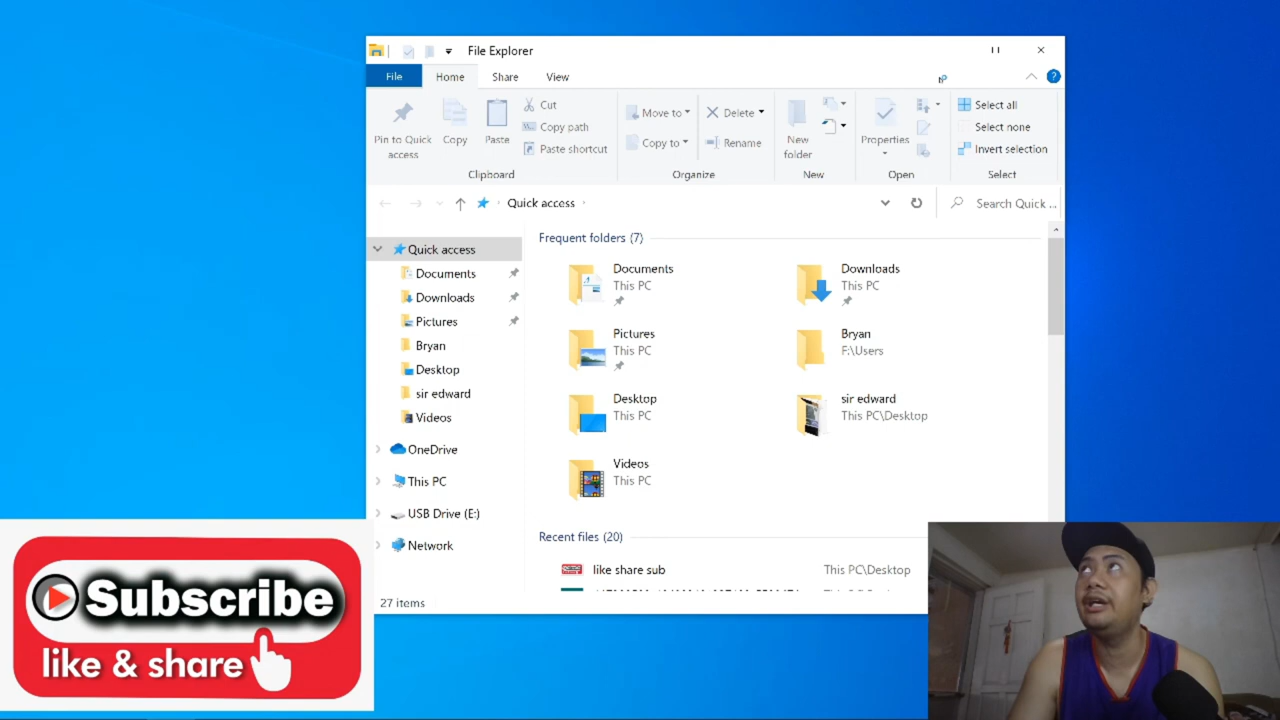 File Explorer
File
Home
Share
View
Pin to Quick
access
Copy
Paste
Cut
Copy path
Paste shortcut
Clipboard
Move to
Copy to
Delete
Rename
Organize
New
folder
New
Properties
Open
Select all
Select none
Invert selection
Select
Quick access
Search Quick ...
Quick access
Documents
Downloads
Pictures
Bryan
Desktop
sir edward
Videos
OneDrive
This PC
USB Drive (E:)
Network
Frequent folders (7)
Documents
This PC
Downloads
This PC
Pictures
This PC
Bryan
F:\Users
Desktop
This PC
sir edward
This PC\Desktop
Videos
This PC
Recent files (20)
like share sub
This PC\Desktop
27 items
Subscribe
like & share